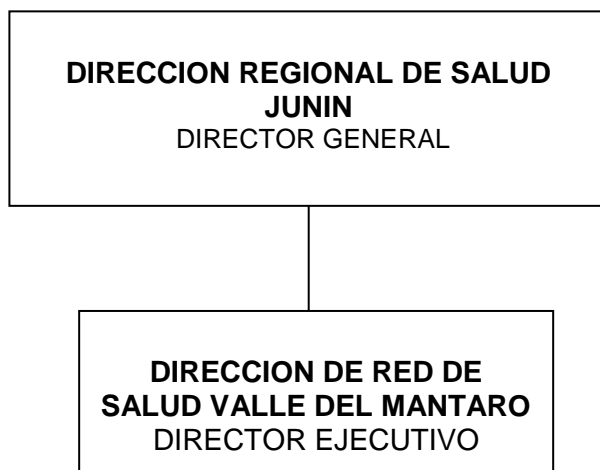 DIRECCION REGIONAL DE SALUD
JUNIN
DIRECTOR GENERAL
DIRECCION DE RED DE
SALUD VALLE DEL MANTARO
DIRECTOR EJECUTIVO